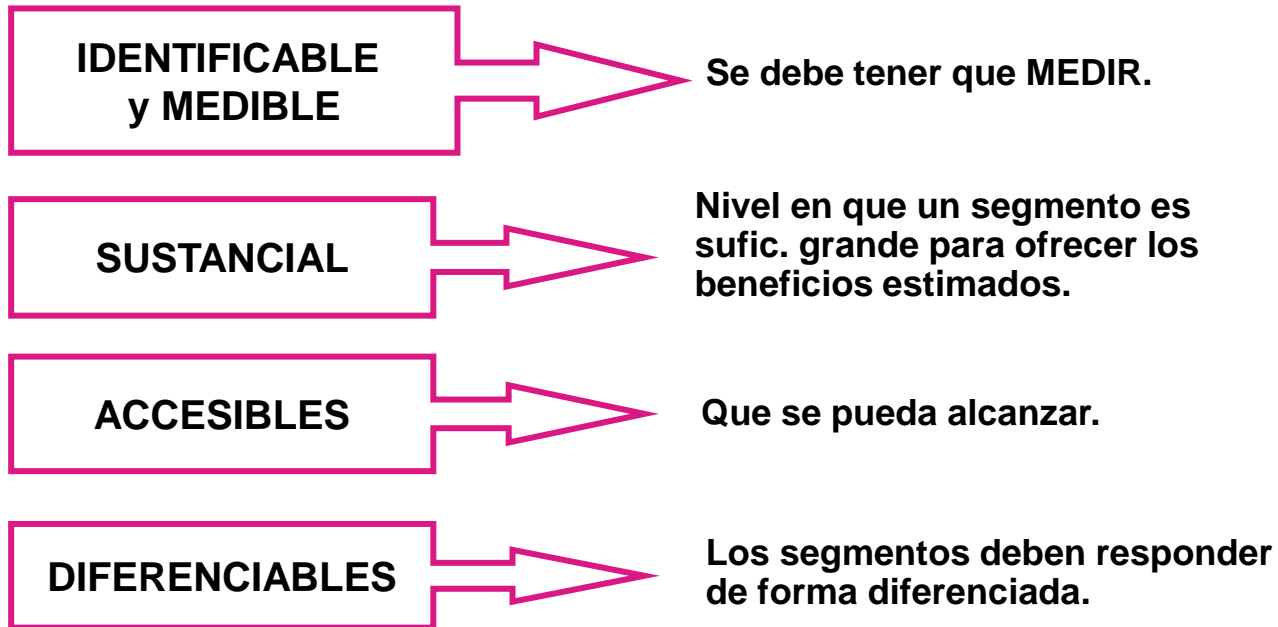 IDENTIFICABLE
y MEDIBLE
Se debe tener que MEDIR.
SUSTANCIAL
Nivel en que un segmento es
sufic. grande para ofrecer los
beneficios estimados.
ACCESIBLES
Que se pueda alcanzar.
DIFERENCIABLES
Los segmentos deben responder
de forma diferenciada.